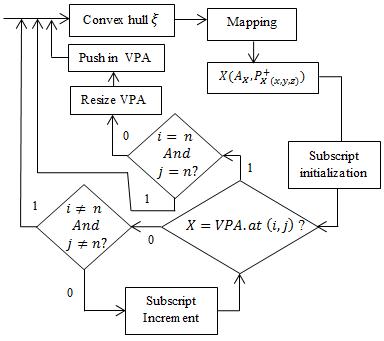 Convex hull ξ
Mapping
Push in VPA
X(A_X, P_X^+ (x,y,z))
Resize VPA
0
i = n
And
j = n?
Subscript
initialization
1
1
i ≠ n
And
j ≠ n?
1
0
X = VPA.at (i,j) ?
0
Subscript
Increment